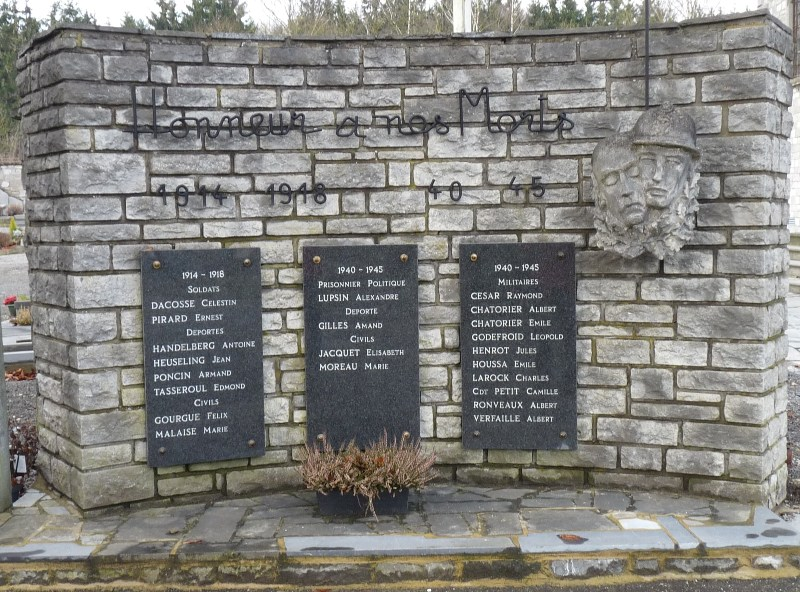 Honneur a nos Morts
1914 1918 40 45
1914 - 1918
Soldats
Dacosse Celestin
Pirard Ernest
Deportes
Handelberg Antoine
Heuseling Jean
Poncin Armand
Tasseroul Edmond
Civils
Gourgue Felix
Malaise Marie
1940 - 1945
Prisonnier Politique
Lupsin Alexandre
Deporte
Gilles Amand
Civils
Jacquet Elisabeth
Moreau Marie
1940 - 1945
Militaires
Cesar Raymond
Chatorier Albert
Chatorier Emile
Godefroid Leopold
Henrot Jules
Houssa Emile
Larock Charles
Cdt Petit Camille
Ronveaux Albert
Verfaille Albert